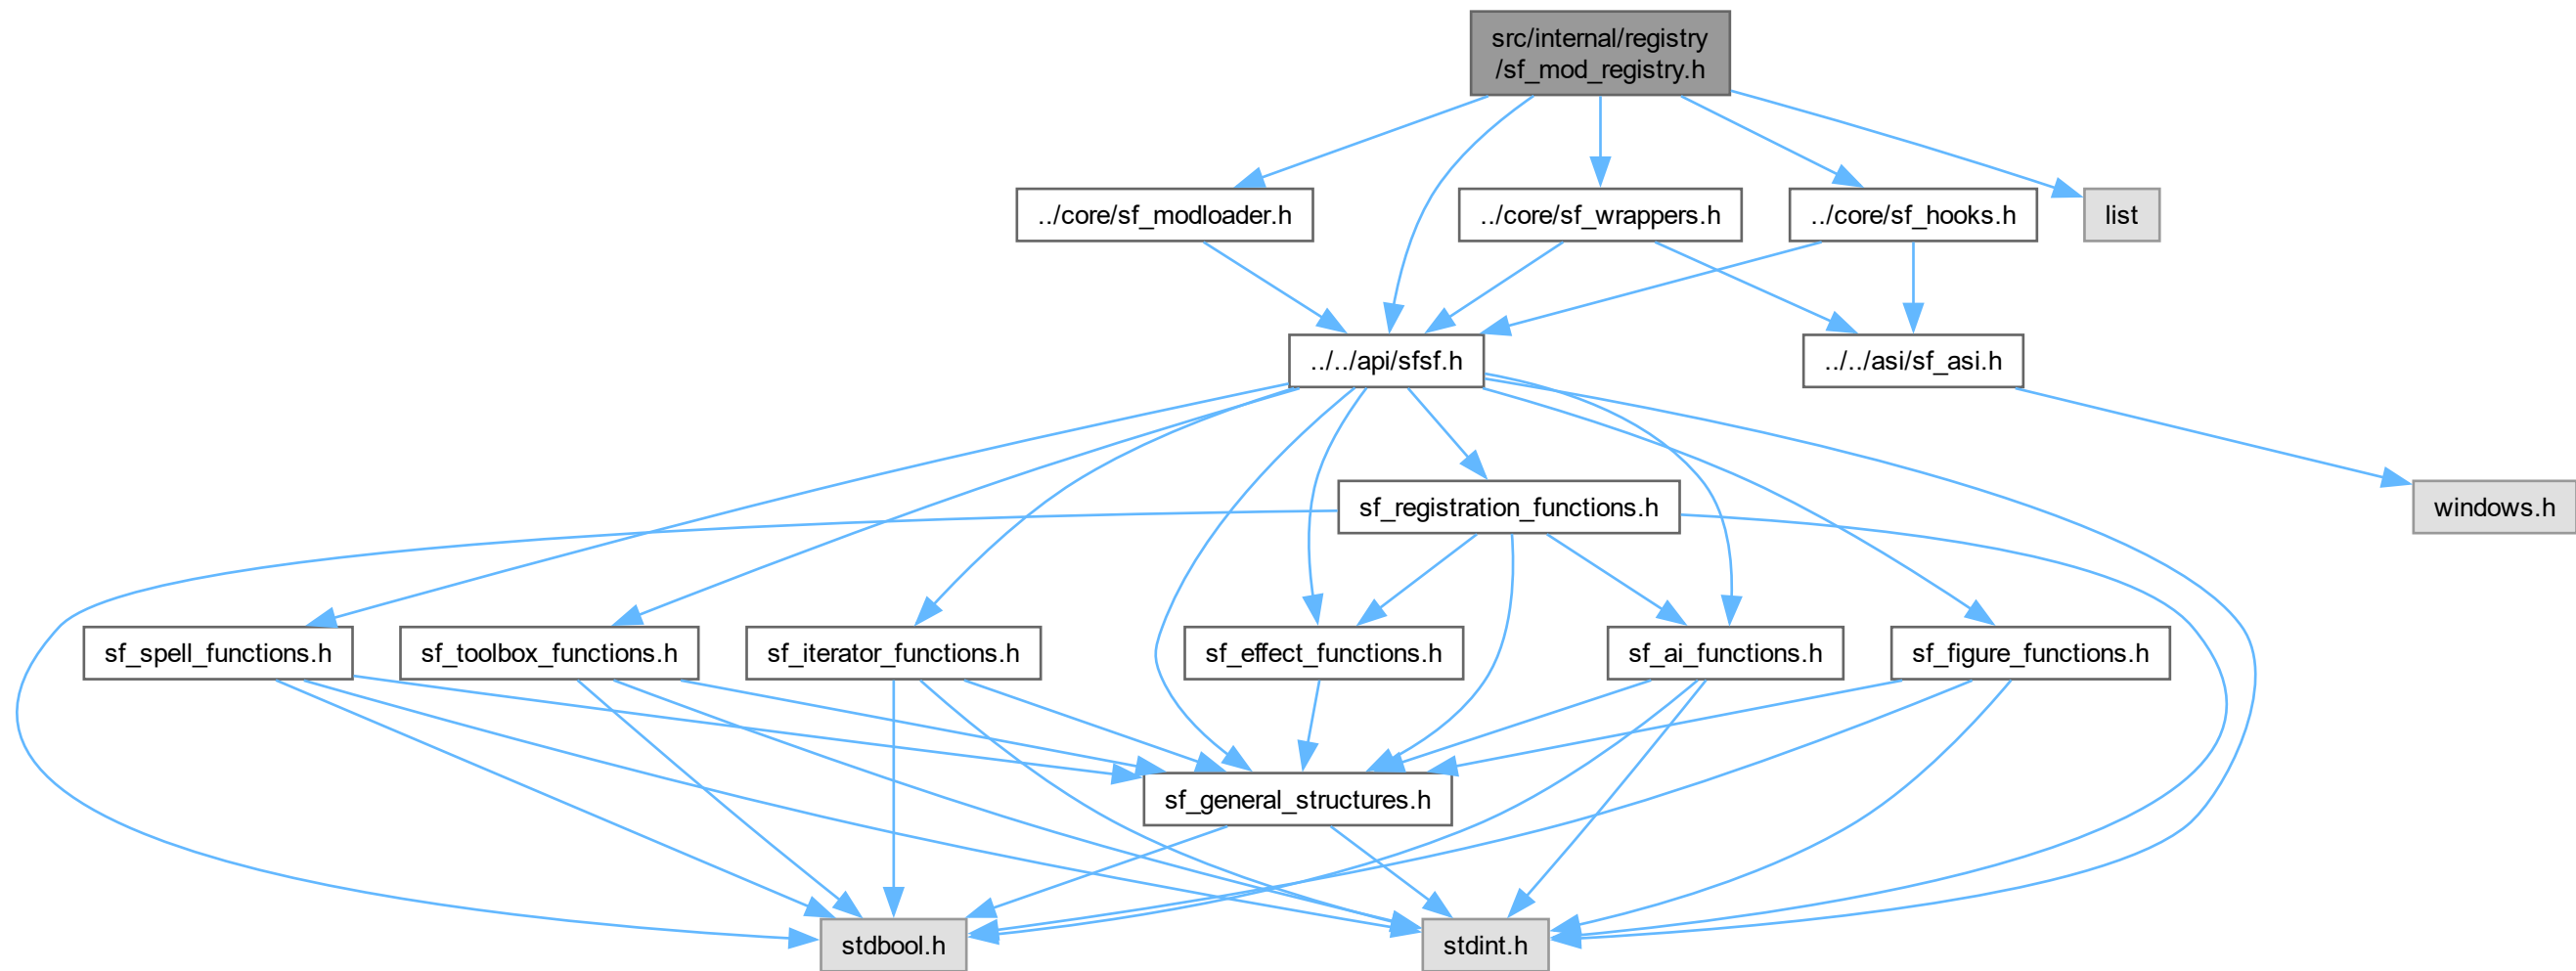 src/internal/registry
/sf_mod_registry.h
../core/sf_modloader.h
../core/sf_wrappers.h
../core/sf_hooks.h
list
../../api/sfsf.h
../../asi/sf_asi.h
sf_registration_functions.h
windows.h
sf_spell_functions.h
sf_toolbox_functions.h
sf_iterator_functions.h
sf_effect_functions.h
sf_ai_functions.h
sf_figure_functions.h
sf_general_structures.h
stdbool.h
stdint.h